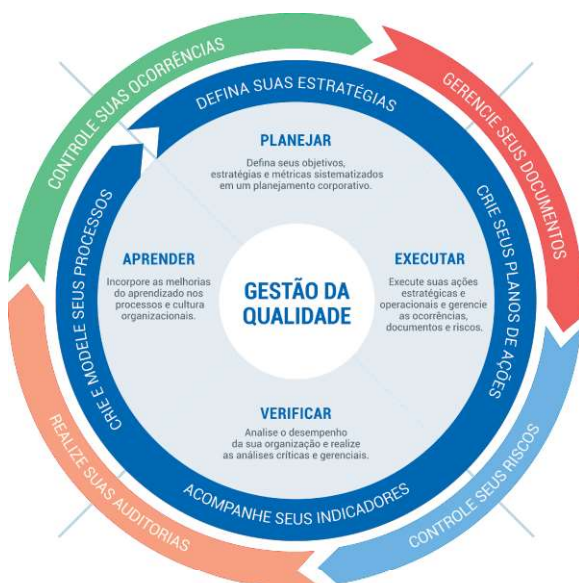 CONTROLE SUAS OCORRÊNCIAS
GERENCIE SEUS DOCUMENTOS
CONTROLE SEUS RISCOS
REALIZE SUAS AUDITORIAS
DEFINA SUAS ESTRATÉGIAS
CRIE SEUS PLANOS DE AÇÕES
ACOMPANHE SEUS INDICADORES
CRIE E MODELE SEUS PROCESSOS
PLANEJAR
Defina seus objetivos,
estratégias e métricas sistematizados
em um planejamento corporativo.
APRENDER
Incorpore as melhorias
do aprendizado nos
processos e cultura
organizacionais.
GESTÃO DA
QUALIDADE
EXECUTAR
Execute suas ações
estratégicas e
operacionais e gerencie
as ocorrências,
documentos e riscos.
VERIFICAR
Analise o desempenho
da sua organização e realize
as análises críticas e gerenciais.